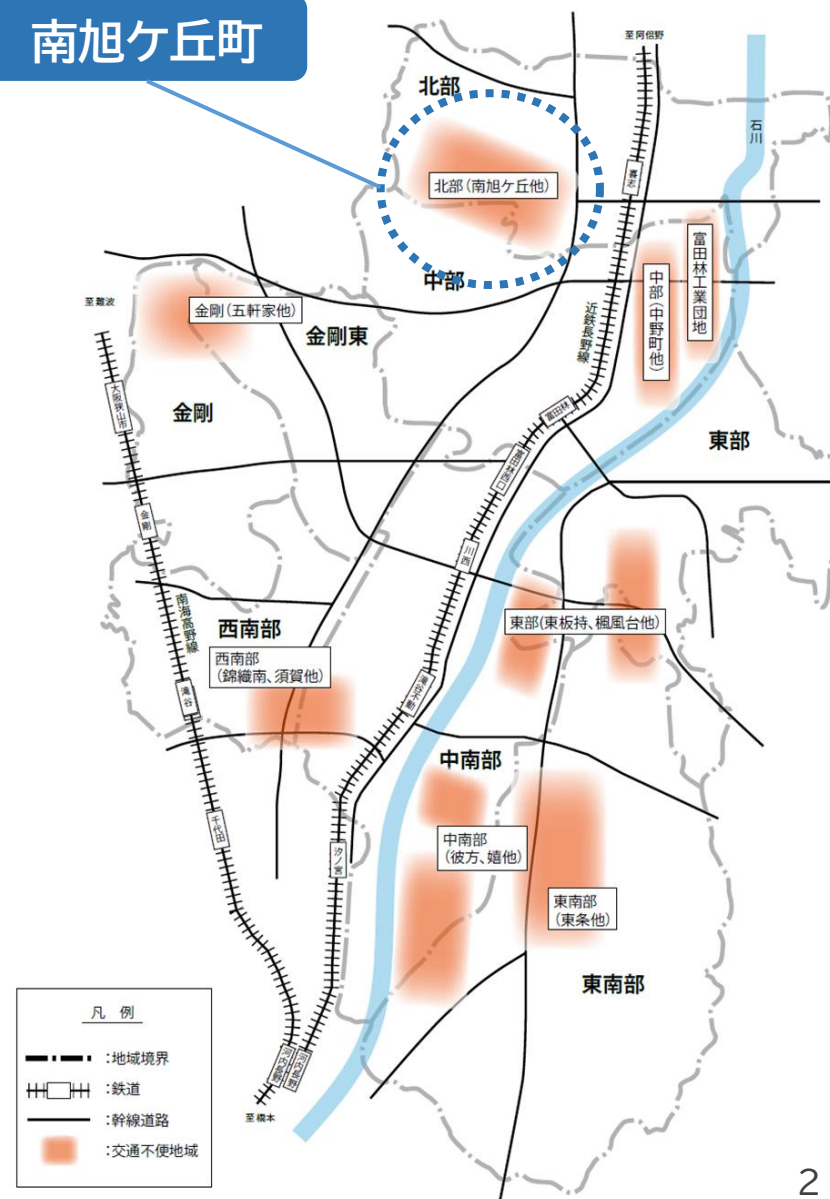 南旭ケ丘町
至阿倍野
北部
石川
喜志
北部(南旭ケ丘他)
富田林工業団地
中部
中部(中野町他)
至難波
金剛(五軒家他)
近鉄長野線
金剛東
大阪狭山市
金剛
富田林
東部
富田林西口
金剛
川西
南海高野線
東部(東板持、楓風台他)
西南部
西南部
(錦織南、須賀他)
滝谷
滝谷不動
中南部
千代田
中南部
(彼方、嬉他)
汐ノ宮
東南部
(東条他)
東南部
凡 例
:地域境界
:鉄道
:幹線道路
:交通不便地域
河内長野
河内長野
至橋本
2